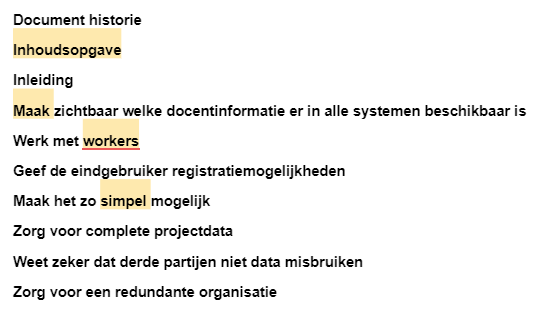 Document historie
Inhoudsopgave
Inleiding
Maak zichtbaar welke docentinformatie er in alle systemen beschikbaar is
Werk met workers
Geef de eindgebruiker registratiemogelijkheden
Maak het zo simpel mogelijk
Zorg voor complete projectdata
Weet zeker dat derde partijen niet data misbruiken
Zorg voor een redundante organisatie